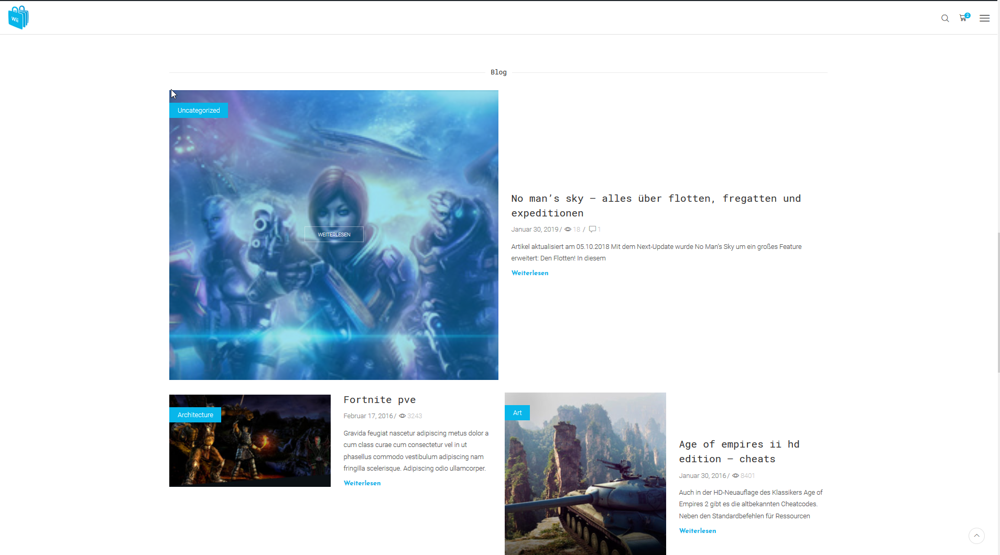 Wii
2
Blog
Uncategorized
WEITERLESEN
No man’s sky – alles über flotten, fregatten und
expeditionen
Januar 30, 2019 / 18 / 1
Artikel aktualisiert am 05.10.2018 Mit dem Next-Update wurde No Man's Sky um ein großes Feature
erweitert: Den Flotten! In diesem
Weiterlesen
Architecture
Fortnite pve
Februar 17, 2016 / 3243
Gravida feugiat nascetur adipiscing metus dolor a
cum class curae cum consectetur vel in ut
phasellus commodo vestibulum adipiscing nam
fringilla scelerisque. Adipiscing odio ullamcorper.
Weiterlesen
Art
Age of empires ii hd
edition – cheats
Januar 30, 2016 / 8401
Auch in der HD-Neuauflage des Klassikers Age of
Empires 2 gibt es die altbekannten Cheatcodes.
Neben den Standardbefehlen für Ressourcen
Weiterlesen